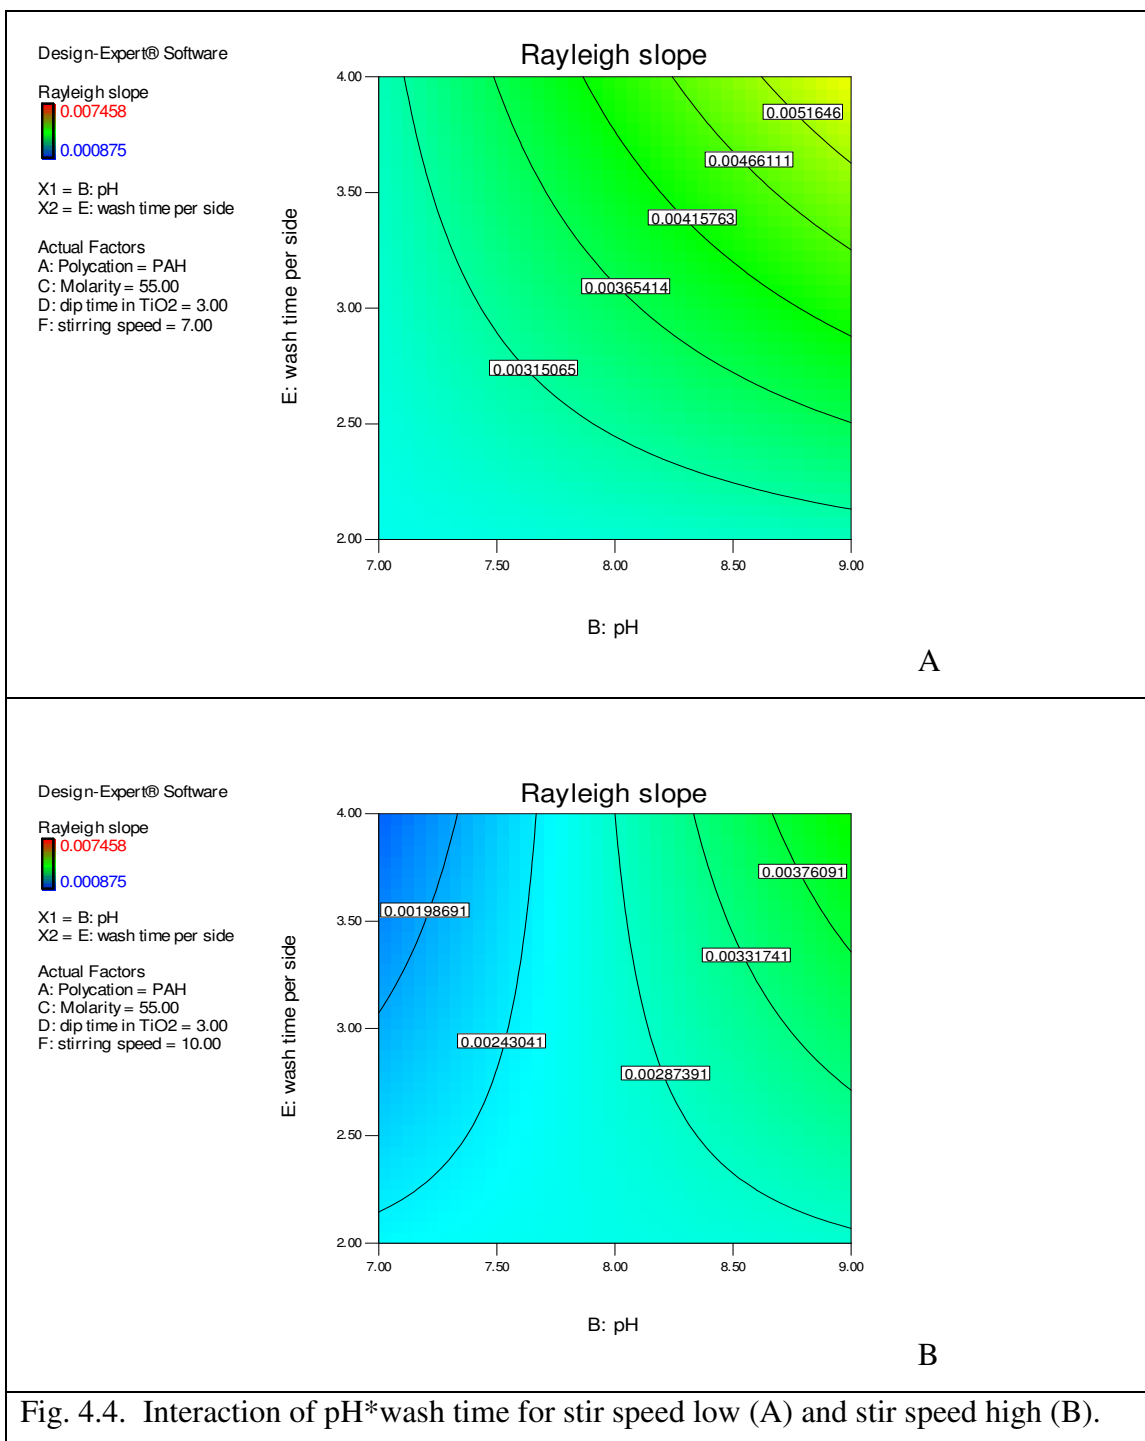 Design-Expert® Software
Rayleigh slope
0.007458
0.000875
X1 = B: pH
X2 = E: wash time per side
Actual Factors
A: Polycation = PAH
C: Molarity = 55.00
D: dip time in TiO2 = 3.00
F: stirring speed = 7.00
Rayleigh slope
4.00
3.50
3.00
2.50
2.00
E: wash time per side
0.0051646
0.00466111
0.00415763
0.00365414
0.00315065
7.00 7.50 8.00 8.50 9.00
B: pH
A
Design-Expert® Software
Rayleigh slope
0.007458
0.000875
X1 = B: pH
X2 = E: wash time per side
Actual Factors
A: Polycation = PAH
C: Molarity = 55.00
D: dip time in TiO2 = 3.00
F: stirring speed = 10.00
Rayleigh slope
4.00
3.50
3.00
2.50
2.00
E: wash time per side
0.00376091
0.00198691
0.00331741
0.00243041
0.00287391
7.00 7.50 8.00 8.50 9.00
B: pH
B
Fig. 4.4. Interaction of pH*wash time for stir speed low (A) and stir speed high (B).